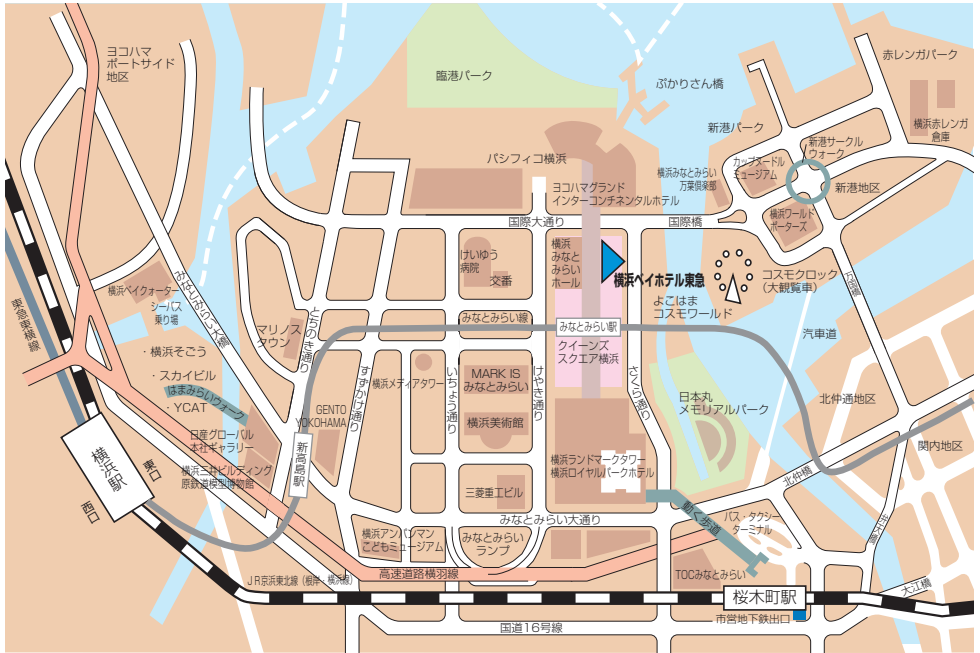 ヨコハマ
ポートサイド
地区
臨港パーク
ぷかりさん橋
赤レンガパーク
横浜赤レンガ
倉庫
新港パーク
新港サークル
ウォーク
カップヌードル
ミュージアム
パシフィコ横浜
横浜みなとみらい
万葉倶楽部
新港地区
ヨコハマグランド
インターコンチネンタルホテル
横浜ワールド
ポーターズ
国際大通り
国際橋
けいゆう
病院
交番
横浜
みなと
みらい
ホール
横浜ベイホテル東急
コスモクロック
(大観覧車)
よこはま
コスモワールド
万国橋
汽車道
横浜ベイクォーター
シーバス
乗り場
みなとみらい大橋
東急東横線
マリノス
タウン
とちのき通り
みなとみらい線
みなとみらい駅
クイーンズ
スクエア横浜
・横浜そごう
・スカイビル
はまみらいウォーク
・YCAT
すずかけ通り
横浜メディアタワー
いちょう通り
MARK IS
みなとみらい
けやき通り
さくら通り
日本丸
メモリアルパーク
北仲通地区
横浜美術館
GENTO
YOKOHAMA
日産グローバル
本社ギャラリー
新高島駅
横浜三井ビルディング
原鉄道模型博物館
横浜駅
東口
西口
横浜ランドマークタワー
横浜ロイヤルパークホテル
関内地区
北仲橋
三菱重工ビル
みなとみらい大通り
動く歩道
バス・タクシー
ターミナル
弁天橋
横浜アンパンマン
こどもミュージアム
みなとみらい
ランプ
高速道路横羽線
TOCみなとみらい
JR京浜東北線(根岸・横浜線)
桜木町駅
大江橋
市営地下鉄出口
国道16号線